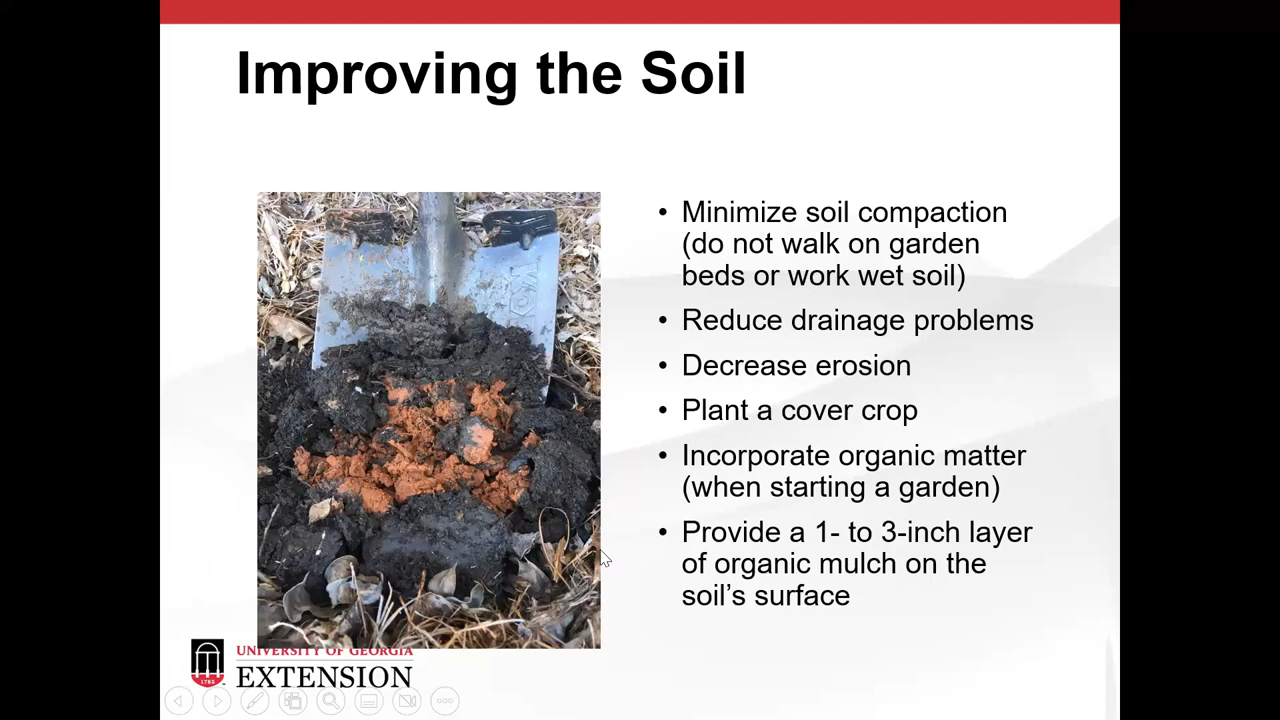 Improving the Soil
• Minimize soil compaction
(do not walk on garden
beds or work wet soil)
• Reduce drainage problems
• Decrease erosion
• Plant a cover crop
• Incorporate organic matter
(when starting a garden)
• Provide a 1- to 3-inch layer
of organic mulch on the
soil’s surface
UNIVERSITY OF GEORGIA
EXTENSION
1785